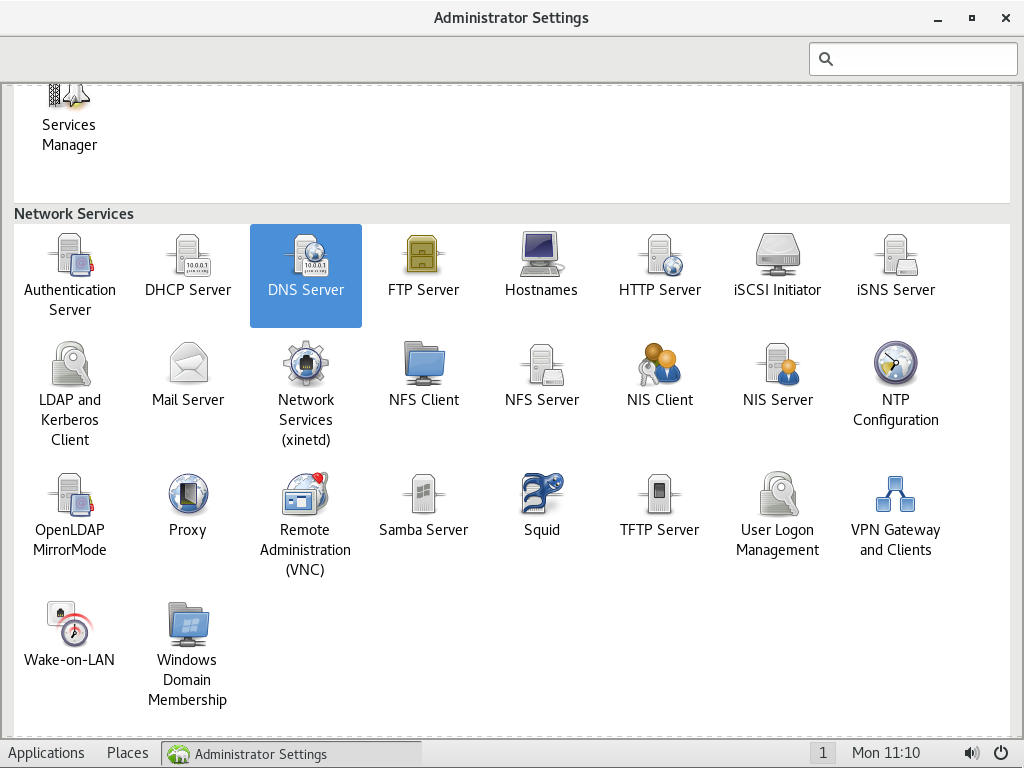 Administrator Settings
Services
Manager
Network Services
Authentication
Server
DHCP Server
DNS Server
FTP Server
Hostnames
HTTP Server
iSCSI Initiator
iSNS Server
LDAP and
Kerberos
Client
Mail Server
Network
Services
(xinetd)
NFS Client
NFS Server
NIS Client
NIS Server
NTP
Configuration
OpenLDAP
MirrorMode
Proxy
Remote
Administration
(VNC)
Samba Server
Squid
TFTP Server
User Logon
Management
VPN Gateway
and Clients
Wake-on-LAN
Windows
Domain
Membership
Applications Places Administrator Settings 1 Mon 11:10